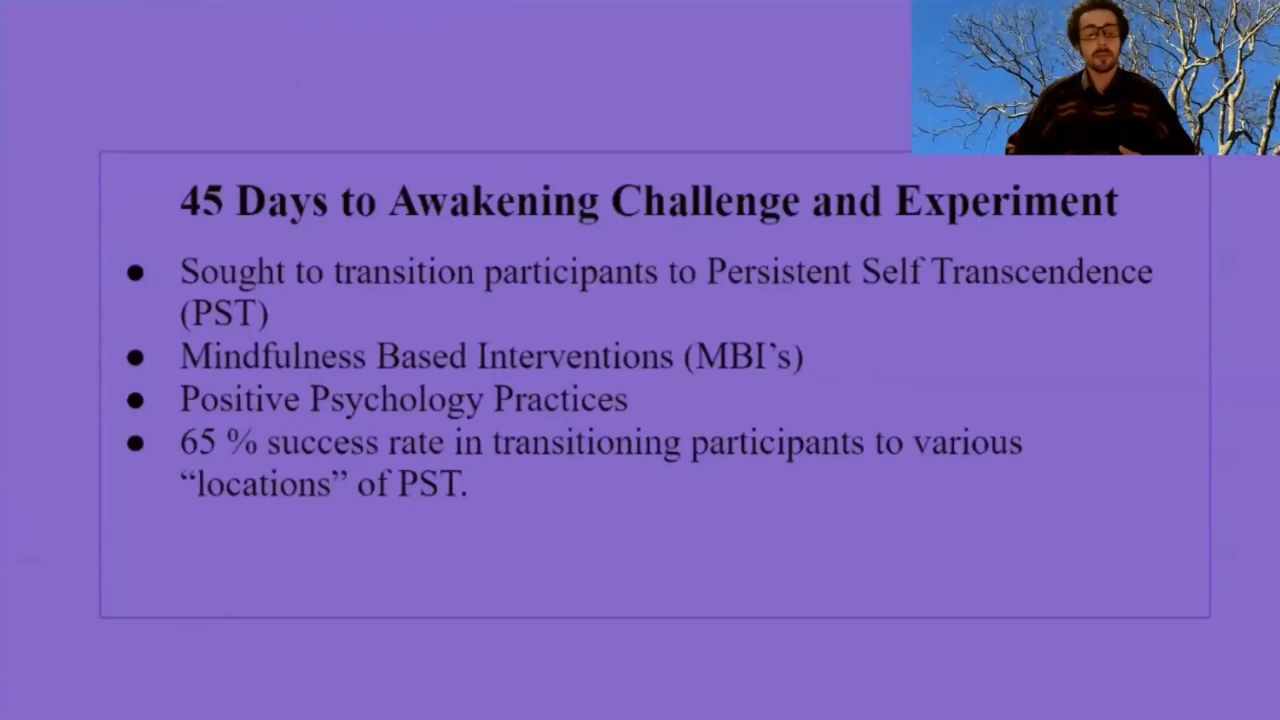 45 Days to Awakening Challenge and Experiment
● Sought to transition participants to Persistent Self Transcendence
(PST)
● Mindfulness Based Interventions (MBI’s)
● Positive Psychology Practices
● 65 % success rate in transitioning participants to various
“locations” of PST.